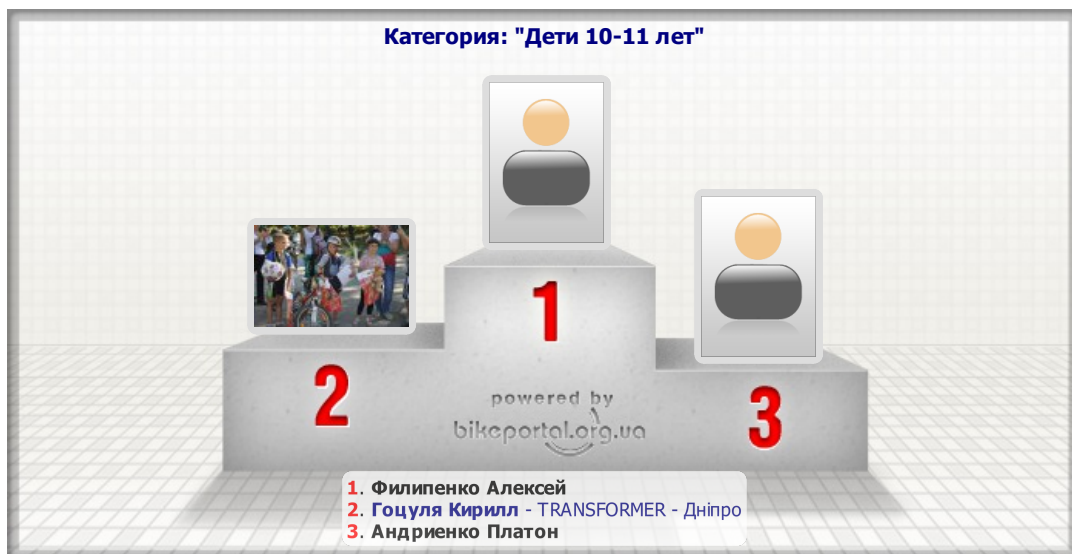 Категория: "Дети 10-11 лет"
1
2
3
powered by
bikeportal.org.ua
1. Филипенко Алексей
2. Гоцуля Кирилл - TRANSFORMER - Дніпро
3. Андриенко Платон